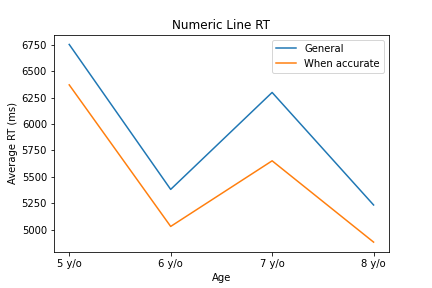 Numeric Line RT
General
When accurate
Average RT (ms)
6750
6500
6250
6000
5750
5500
5250
5000
5 y/o
6 y/o
7 y/o
8 y/o
Age